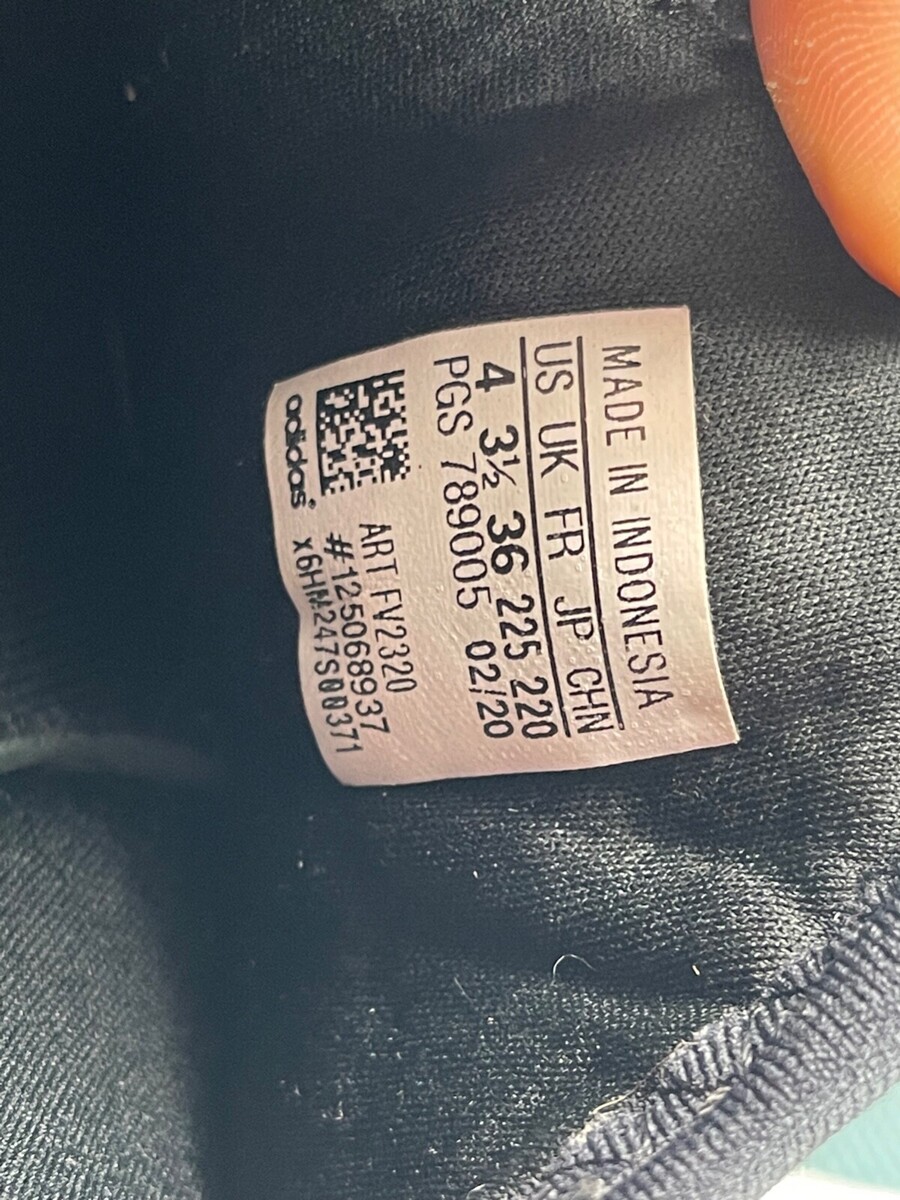 MADE IN INDONESIA
US UK FR JP CHN
4 3½ 36 225 220
PGS 789005 02/20
ART FV2320
#125068937
x6HM247S00371
adidas